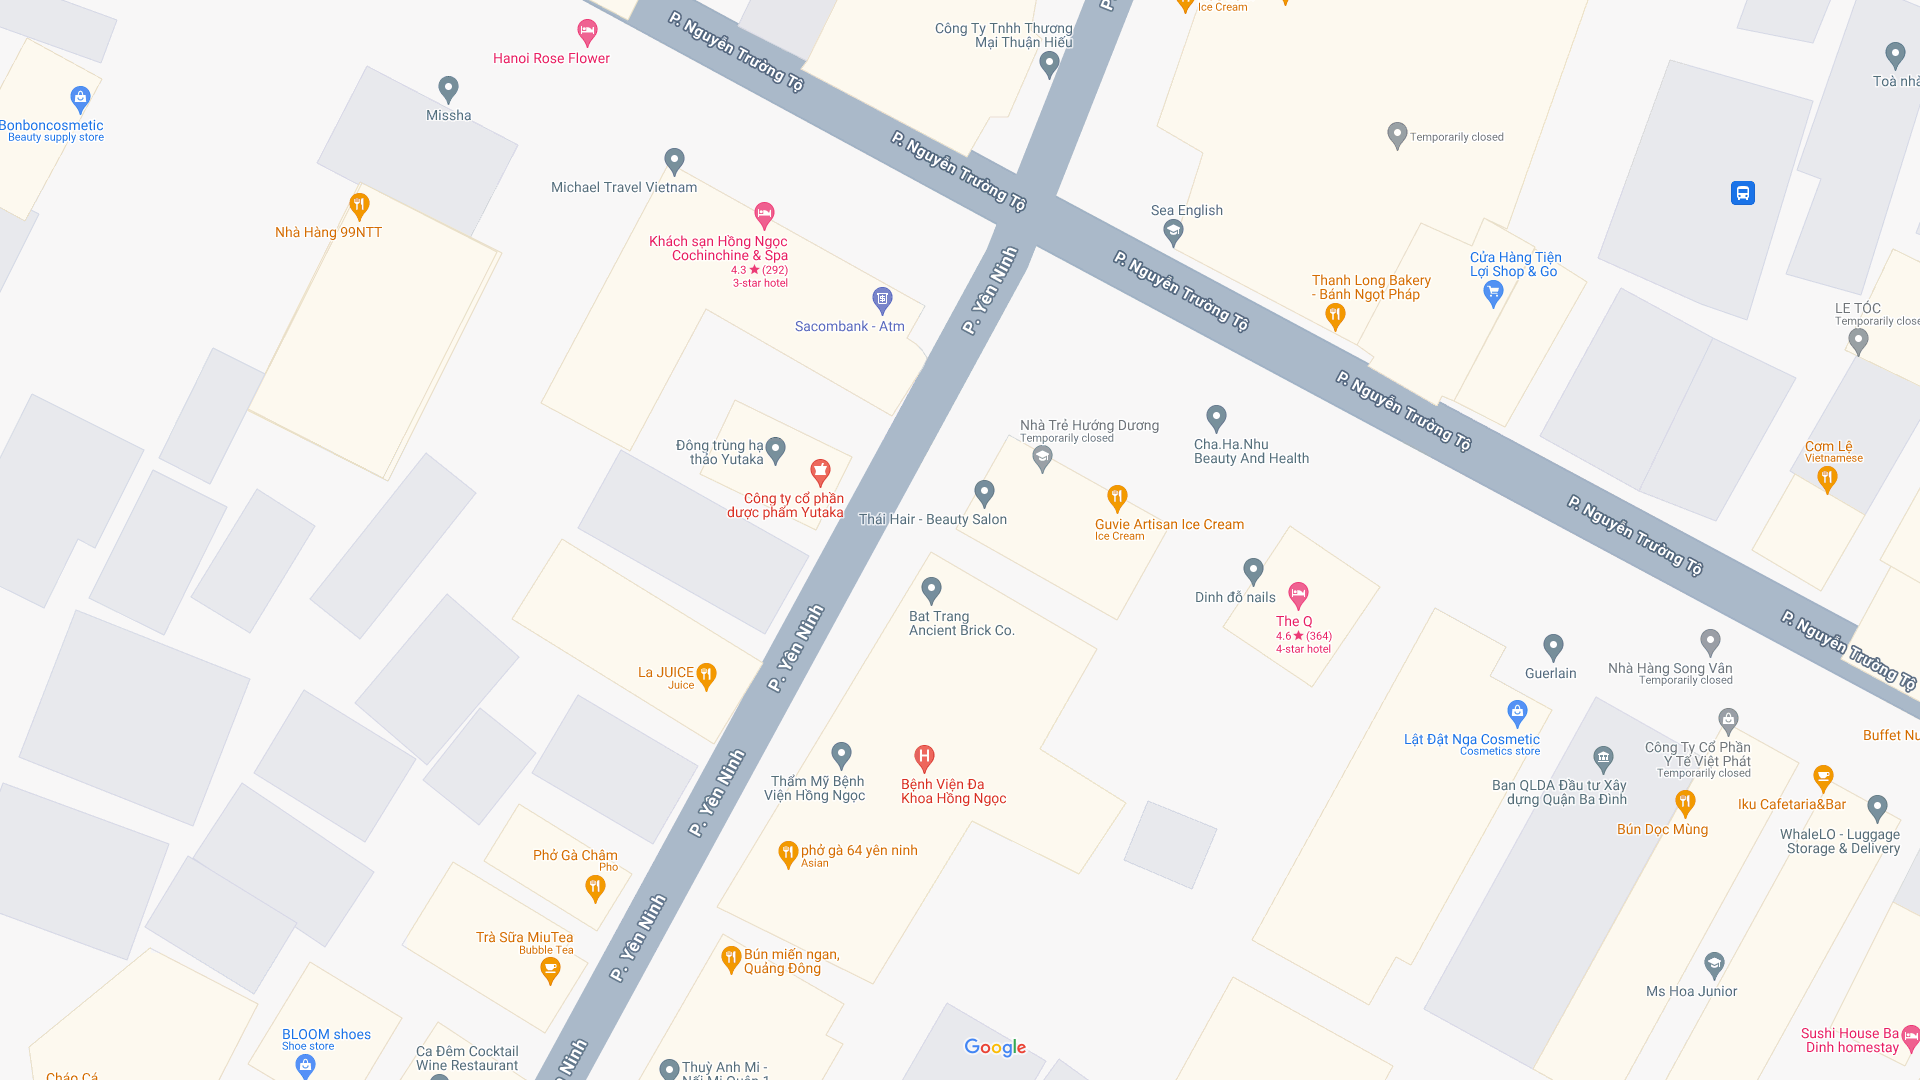 P. Nguyễn Trường Tộ
Ice Cream
Công Ty Tnhh Thương
Mại Thuận Hiếu
Hanoi Rose Flower
Missha
Bonboncosmetic
Beauty supply store
Temporarily closed
P. Nguyễn Trường Tộ
Michael Travel Vietnam
Sea English
Nhà Hàng 99NTT
Khách sạn Hồng Ngọc
Cochinchine & Spa
4.3 ★ (292)
3-star hotel
P. Yên Ninh
P. Nguyễn Trường Tộ
Cửa Hàng Tiện
Lợi Shop & Go
Thanh Long Bakery
- Bánh Ngọt Pháp
Sacombank - Atm
LE TÓC
P. Nguyễn Trường Tộ
Nhà Trẻ Hướng Dương
Temporarily closed
Cha.Ha.Nhu
Beauty And Health
Đông trùng hạ
thảo Yutaka
Cơm Lệ
Vietnamese
Công ty cổ phần
dược phẩm Yutaka
Thái Hair - Beauty Salon
Guvie Artisan Ice Cream
Ice Cream
P. Nguyễn Trường Tộ
Dinh đỗ nails
The Q
4.6 ★ (364)
4-star hotel
Bat Trang
Ancient Brick Co.
P. Yên Ninh
P. Nguyễn Trường Tộ
La JUICE
Juice
Guerlain
Nhà Hàng Song Vân
Temporarily closed
Lật Đật Nga Cosmetic
Cosmetics store
Buffet
Công Ty Cổ Phần
Y Tế Việt Phát
Temporarily closed
P. Yên Ninh
Thẩm Mỹ Bệnh
Viện Hồng Ngọc
Bệnh Viện Đa
Khoa Hồng Ngọc
Ban QLDA Đầu tư Xây
dựng Quận Ba Đình
Iku Cafetaria&Bar
Bún Dọc Mùng
WhaleLO - Luggage
Storage & Delivery
phở gà 64 yên ninh
Asian
Phở Gà Châm
Pho
P. Yên Ninh
Trà Sữa MiuTea
Bubble Tea
Bún miến ngan,
Quảng Đông
Ms Hoa Junior
BLOOM shoes
Shoe store
Ca Đêm Cocktail
Wine Restaurant
Ninh
Google
Sushi House Ba
Dinh homestay
Thuỳ Anh Mi -
Cháo Cá